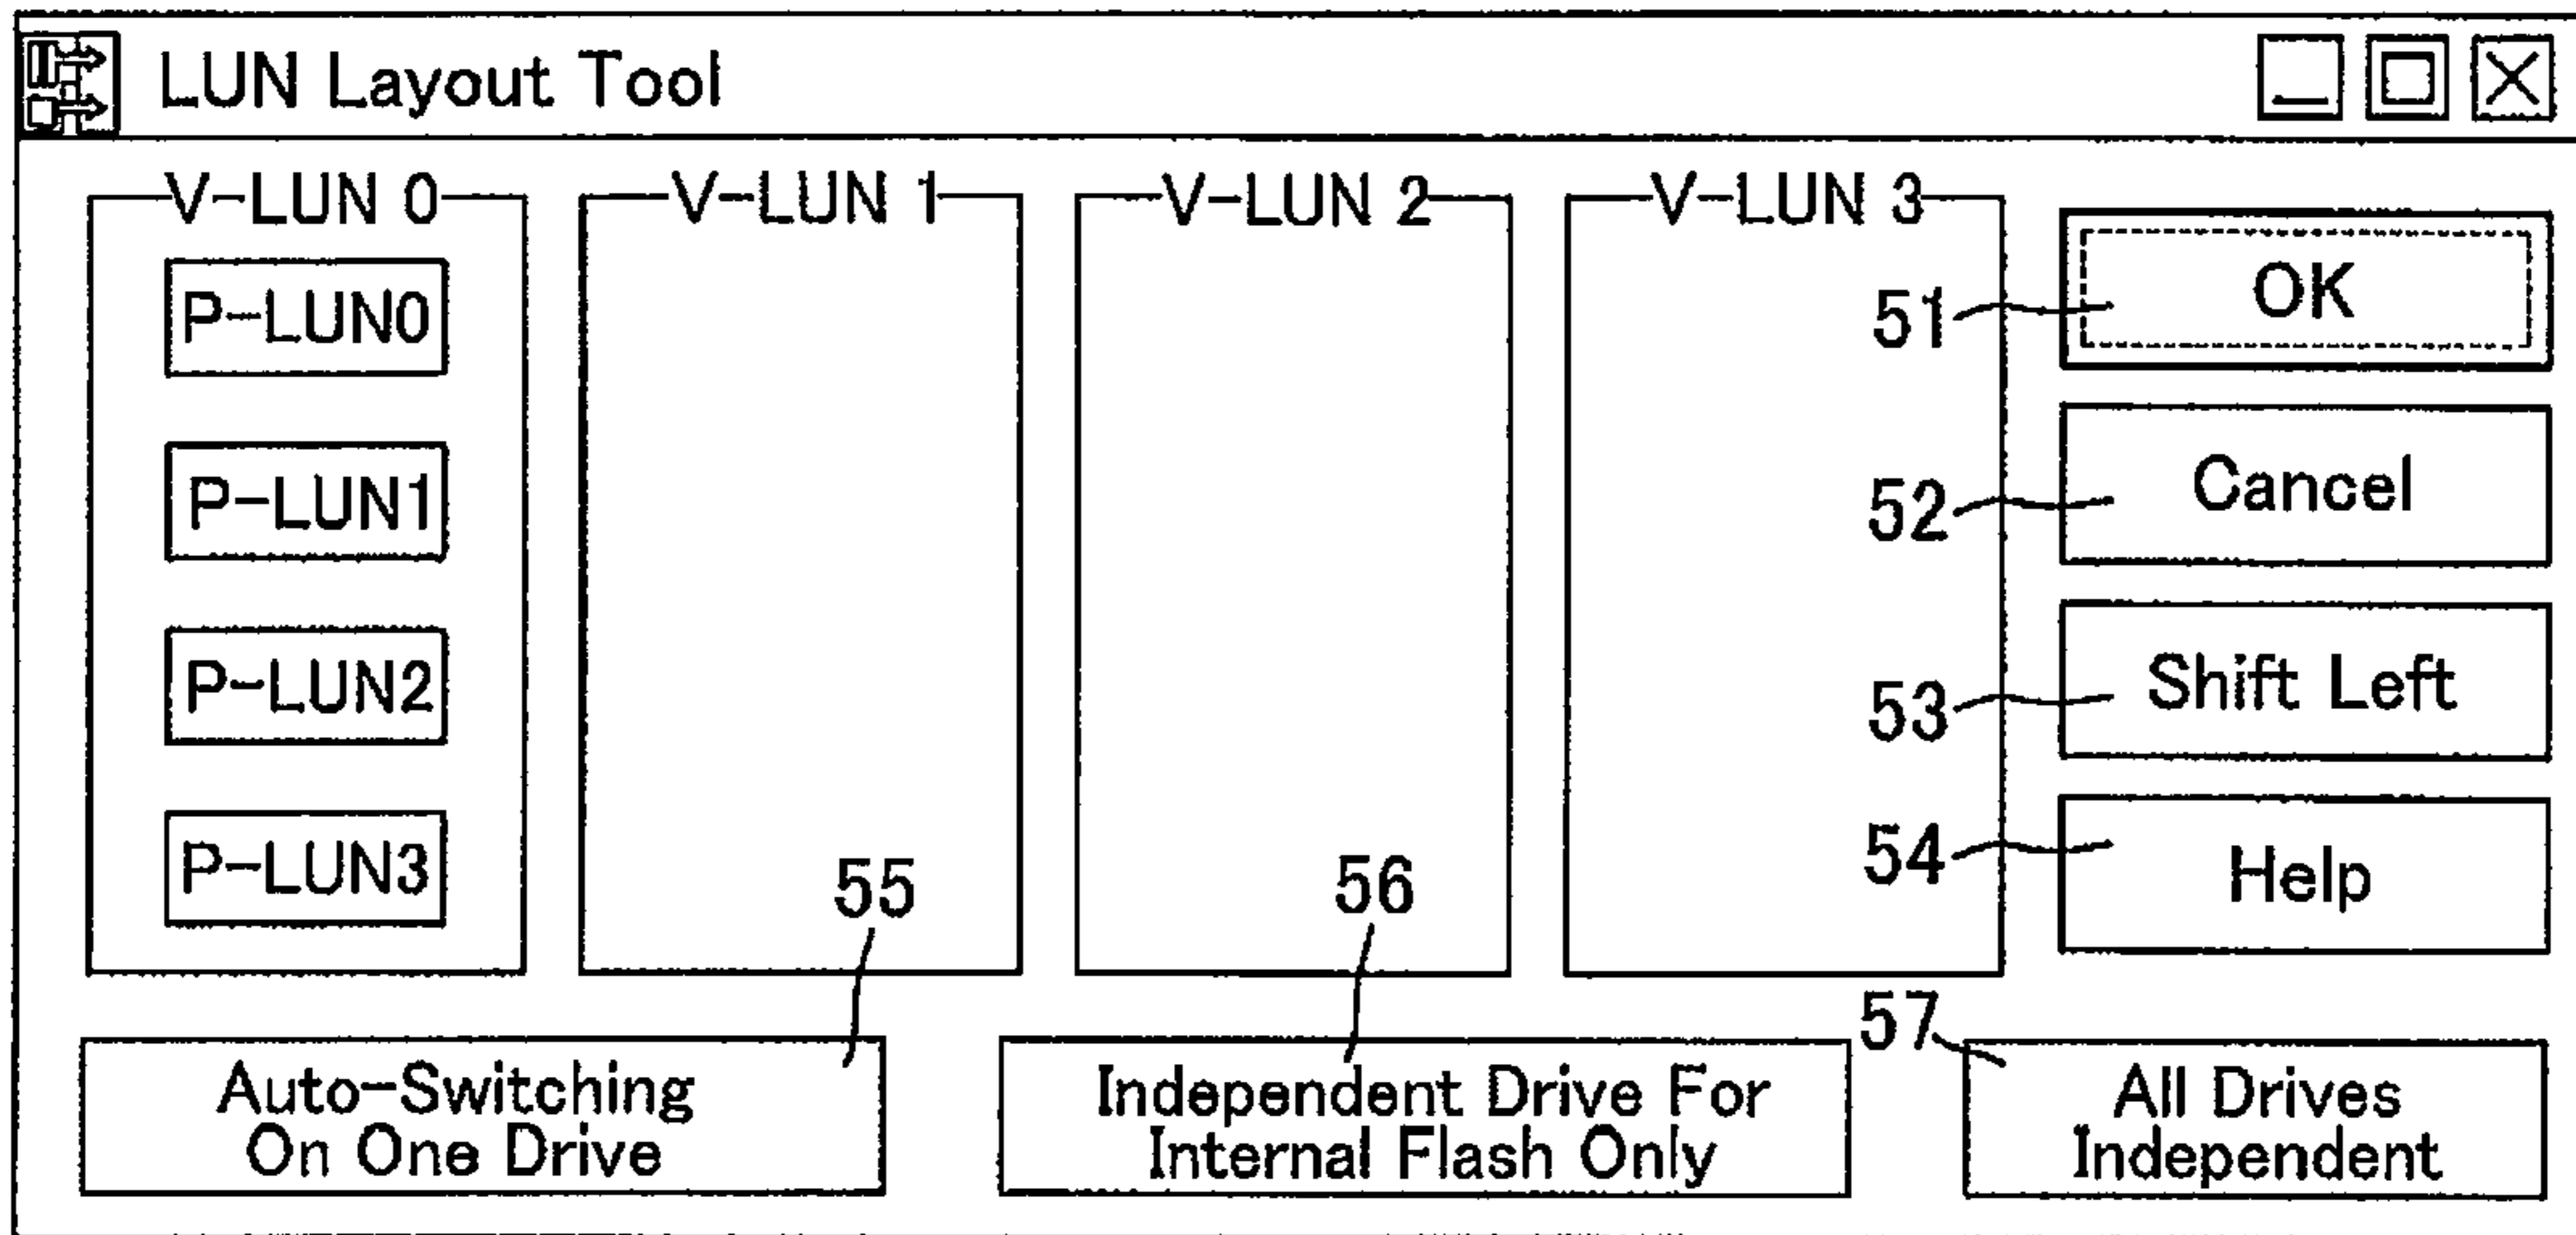 LUN Layout Tool
V-LUN 0
V-LUN 1
V-LUN 2
V-LUN 3
P-LUN0
P-LUN1
P-LUN2
P-LUN3
51
OK
52
Cancel
53
Shift Left
54
Help
55
56
57
Auto-Switching
On One Drive
Independent Drive For
Internal Flash Only
All Drives
Independent